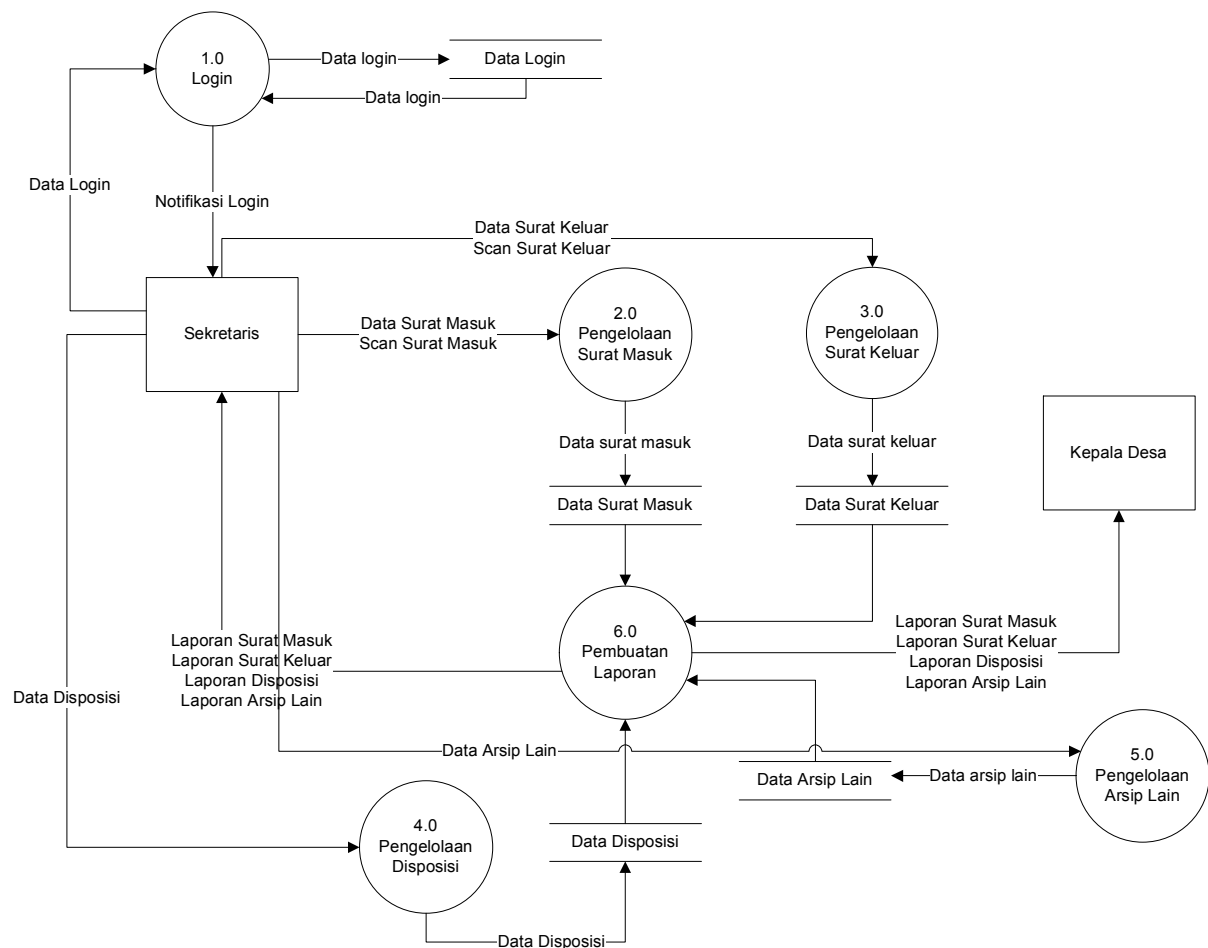 1.0
Login
Data login
Data Login
Data login
Data Login
Notifikasi Login
Data Surat Keluar
Scan Surat Keluar
Sekretaris
Data Surat Masuk
Scan Surat Masuk
2.0
Pengelolaan
Surat Masuk
3.0
Pengelolaan
Surat Keluar
Data surat masuk
Data surat keluar
Kepala Desa
Data Surat Masuk
Data Surat Keluar
6.0
Pembuatan
Laporan
Laporan Surat Masuk
Laporan Surat Keluar
Laporan Disposisi
Laporan Arsip Lain
Laporan Surat Masuk
Laporan Surat Keluar
Laporan Disposisi
Laporan Arsip Lain
Data Disposisi
Data Arsip Lain
5.0
Pengelolaan
Arsip Lain
Data Arsip Lain
Data arsip lain
4.0
Pengelolaan
Disposisi
Data Disposisi
Data Disposisi